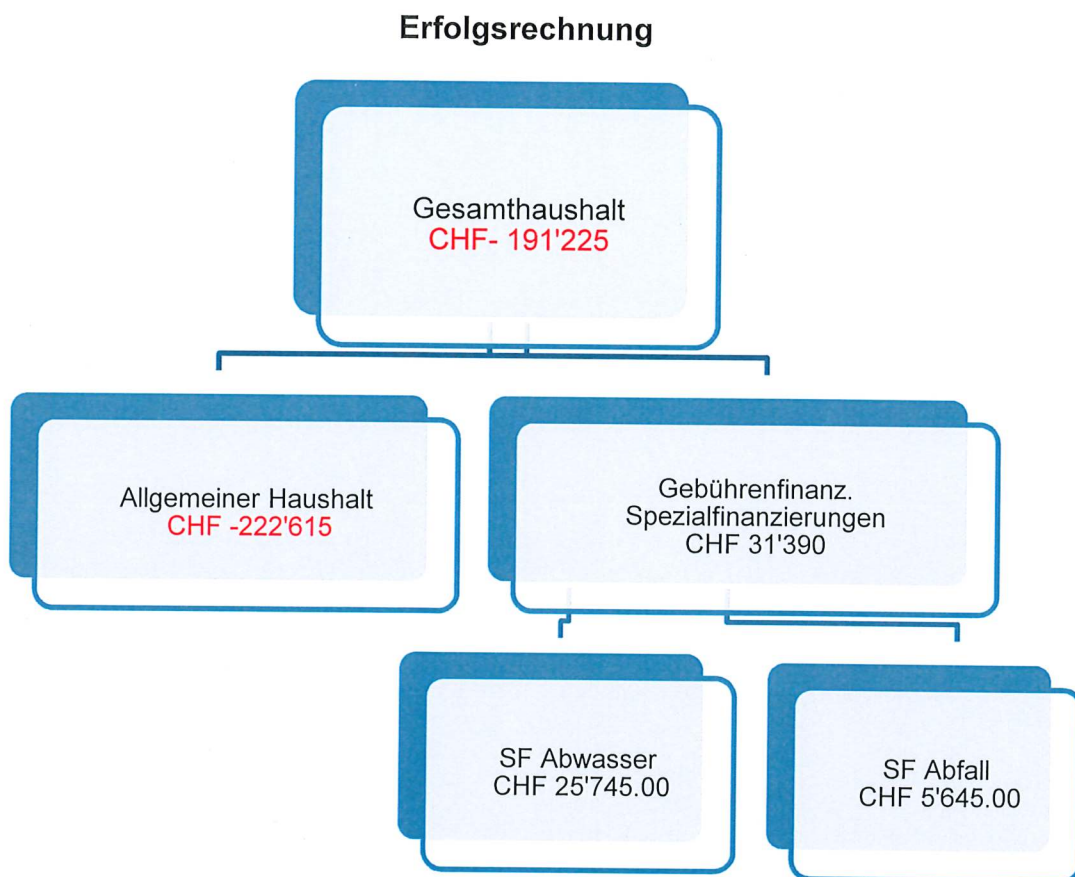 Erfolgsrechnung
Gesamthaushalt
CHF- 191'225
Allgemeiner Haushalt
CHF -222'615
Gebührenfinanz.
Spezialfinanzierungen
CHF 31'390
SF Abwasser
CHF 25'745.00
SF Abfall
CHF 5'645.00